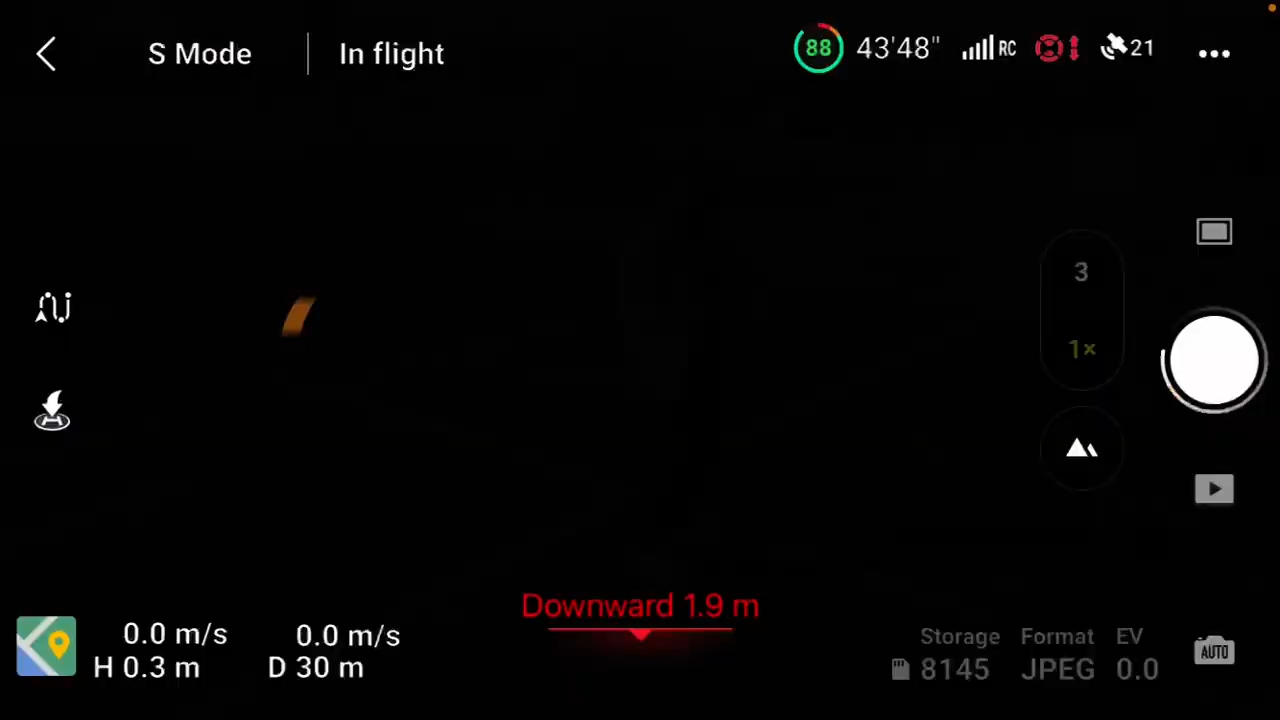 S Mode | In flight
88 43'48" RC 21
3
1×
Downward 1.9 m
0.0 m/s 0.0 m/s
H 0.3 m D 30 m
Storage Format EV
8145 JPEG 0.0
AUTO